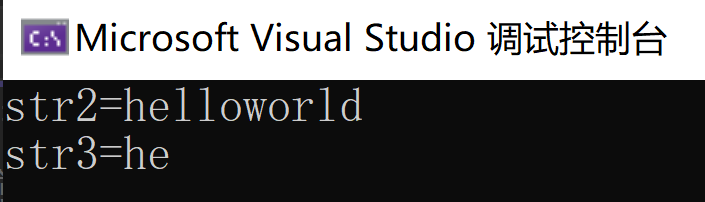 C:\ Microsoft Visual Studio 调试控制台
str2=helloworld
str3=he